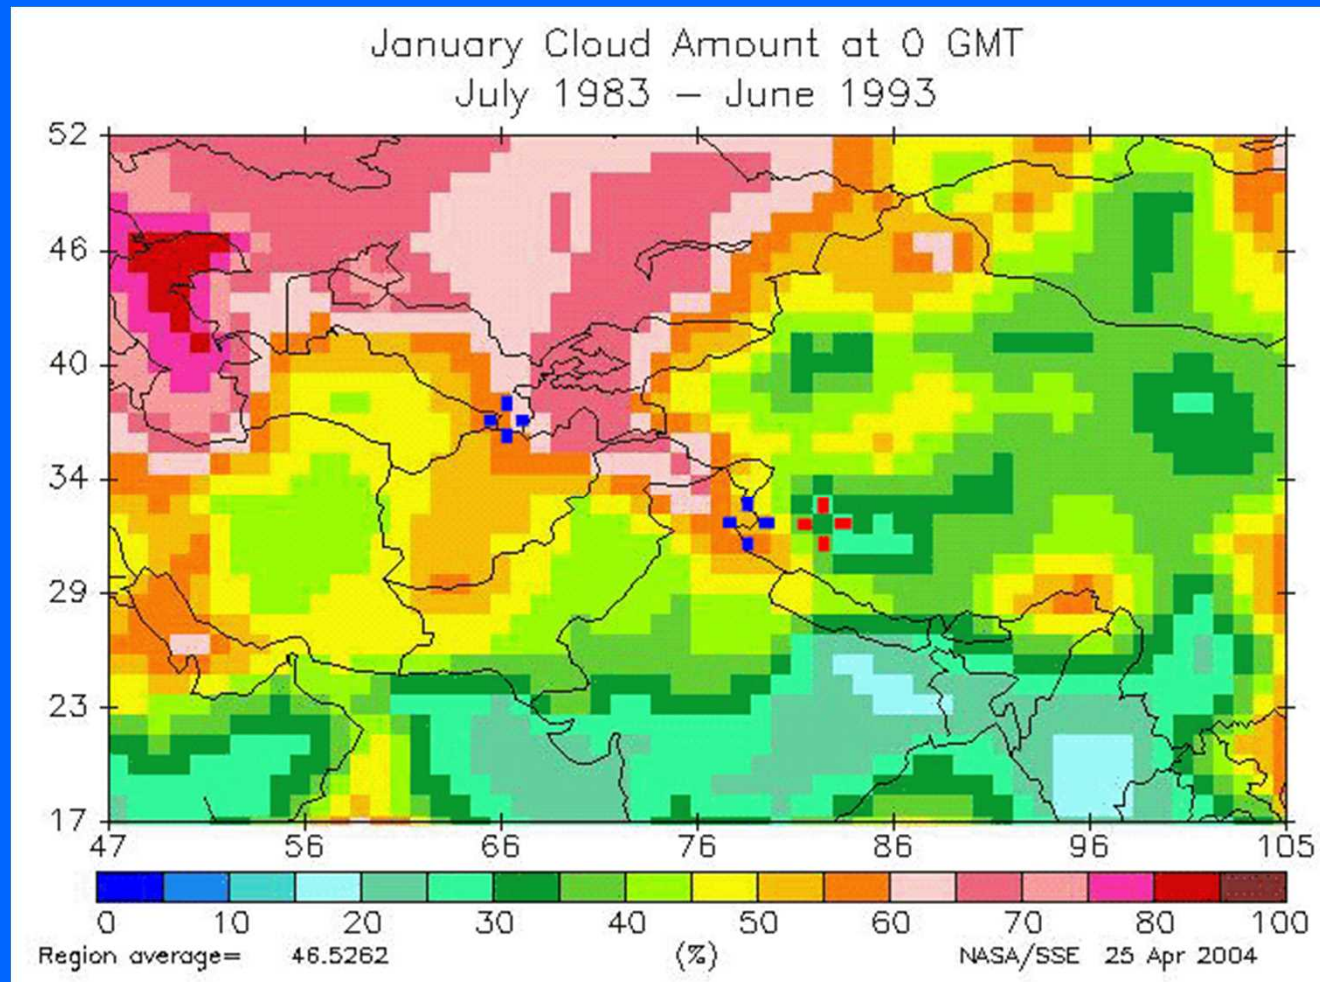 January Cloud Amount at 0 GMT
July 1983 – June 1993
52
46
40
34
29
23
17
47 56 66 76 86 96 105
0 10 20 30 40 50 60 70 80 100
Region average= 46.5262 (%) NASA/SSE 25 Apr 2004